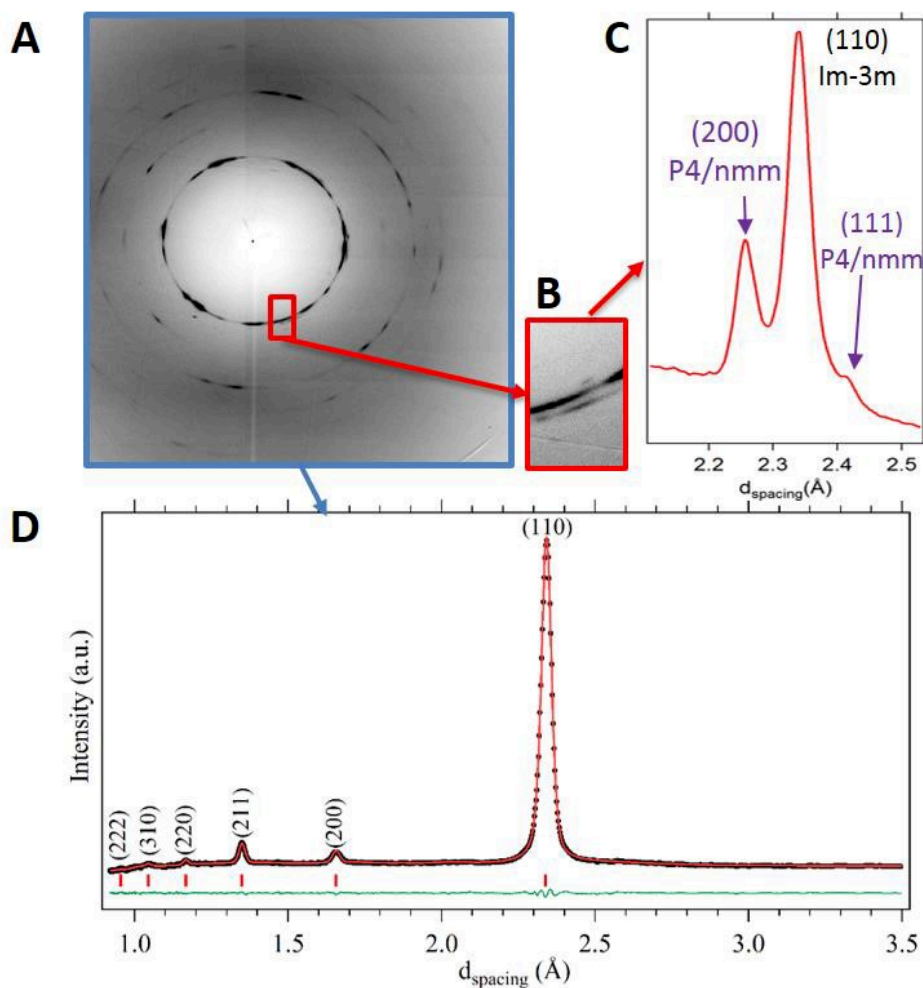 A
C
(110)
Im-3m
(200)
P4/nmm
(111)
P4/nmm
B
2.2 2.3 2.4 2.5
d_spacing(Å)
D
(110)
Intensity (a.u.)
(222)
(310)
(220)
(211)
(200)
1.0 1.5 2.0 2.5 3.0 3.5
d_spacing (Å)